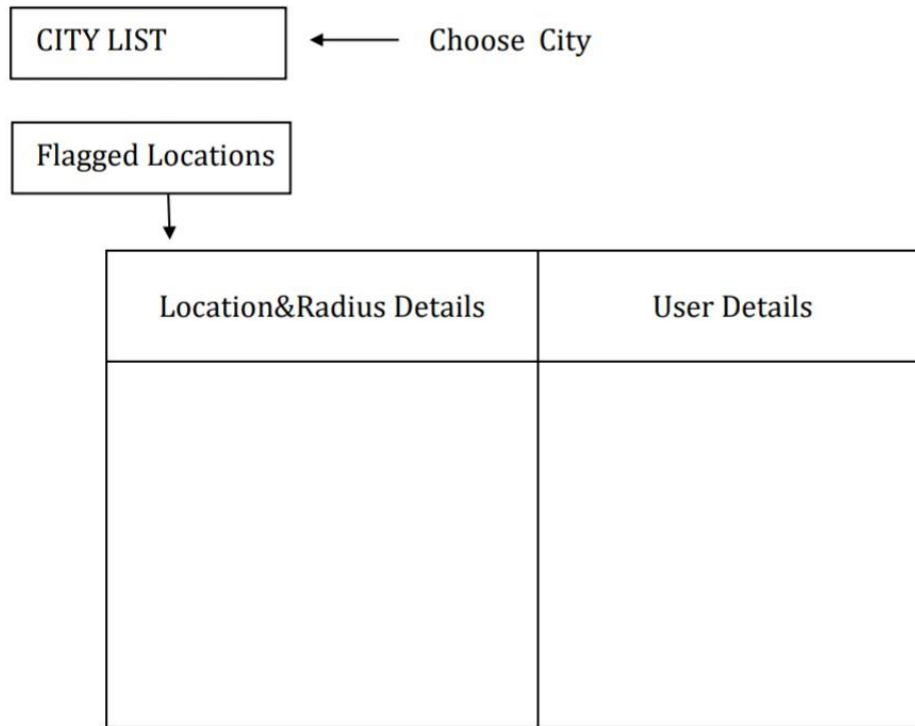 CITY LIST
Choose City
Flagged Locations
Location&Radius Details
User Details